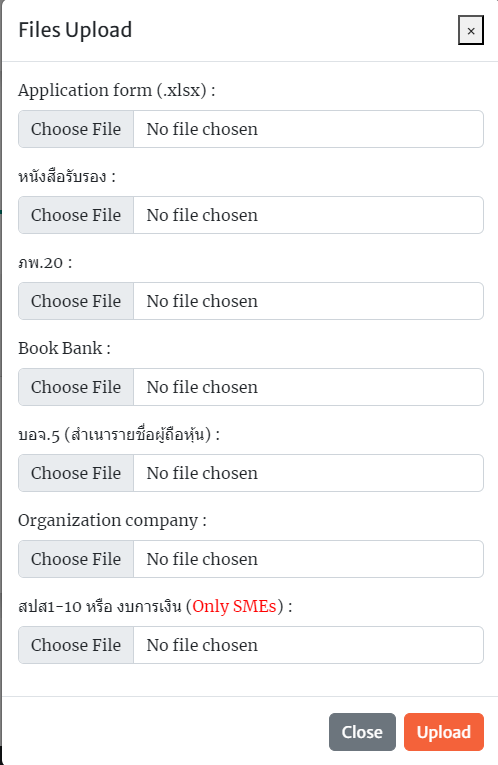 Files Upload
×
Application form (.xlsx) :
Choose File No file chosen
หนังสือรับรอง :
Choose File No file chosen
ภพ.20 :
Choose File No file chosen
Book Bank :
Choose File No file chosen
บอจ.5 (สำเนารายชื่อผู้ถือหุ้น) :
Choose File No file chosen
Organization company :
Choose File No file chosen
สปส1-10 หรือ งบการเงิน (Only SMEs) :
Choose File No file chosen
Close Upload